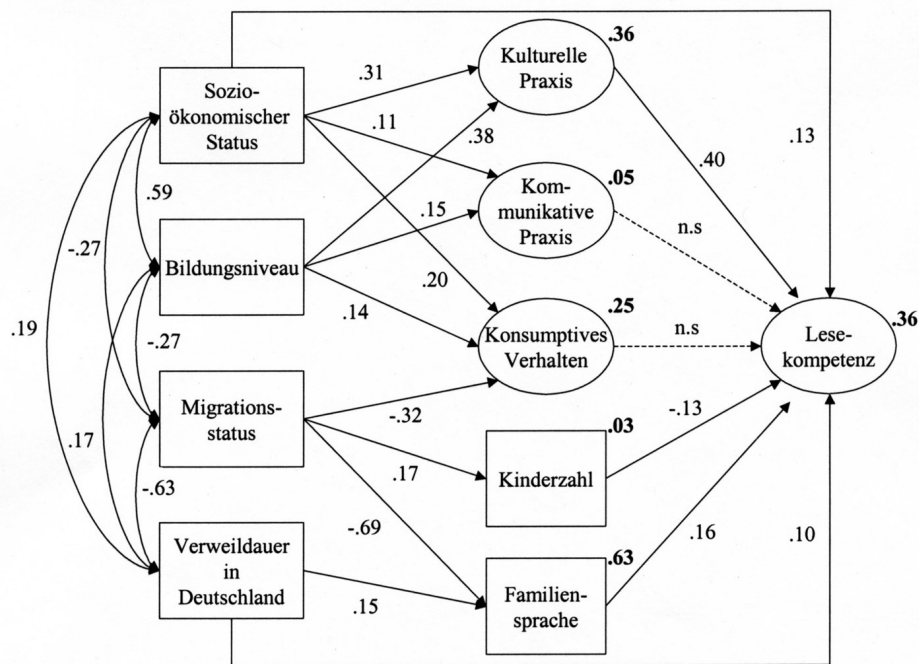 Sozio-
ökonomischer
Status
Bildungsniveau
Migrations-
status
Verweildauer
in
Deutschland
.59
-.27
-.27
.19
.17
-.63
.31
.11
.38
.15
.20
.14
-.32
.17
-.69
.15
Kulturelle
Praxis
.36
Kom-
munikative
Praxis
.05
Konsumptives
Verhalten
.25
Kinderzahl
.03
Familien-
sprache
.63
.40
.13
n.s
n.s
-.13
.16
.10
Lese-
kompetenz
.36